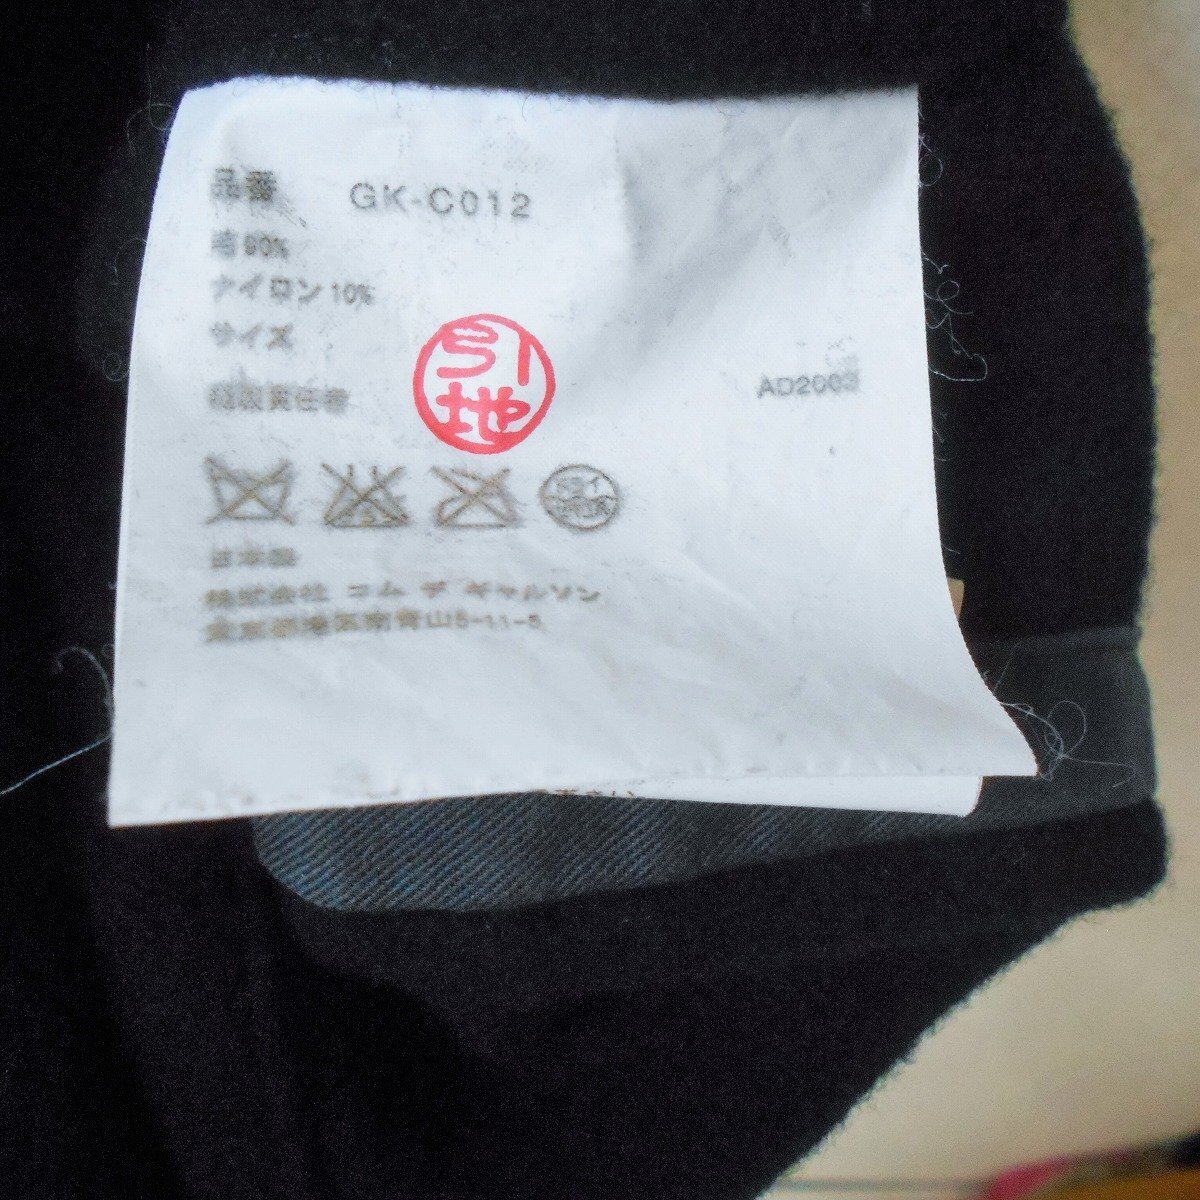 品番 GK-C012
90%
ナイロン 10%
サイズ
縫製責任者
引地
AD2003
日本製
株式会社 コム デ ギャルソン
東京都港区南青山5-11-5